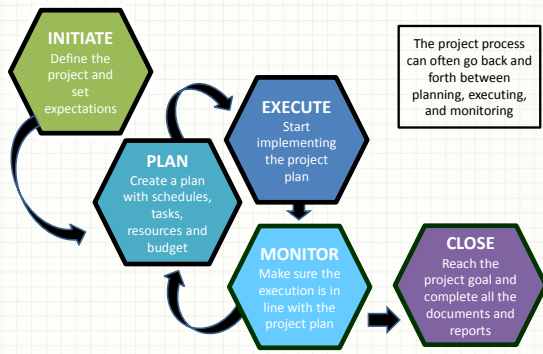 INITIATE
Define the
project and
set
expectations
The project process
can often go back and
forth between
planning, executing,
and monitoring
EXECUTE
Start
implementing
the project
plan
PLAN
Create a plan
with schedules,
tasks,
resources and
budget
MONITOR
Make sure the
execution is in
line with the
project plan
CLOSE
Reach the
project goal and
complete all the
documents and
reports